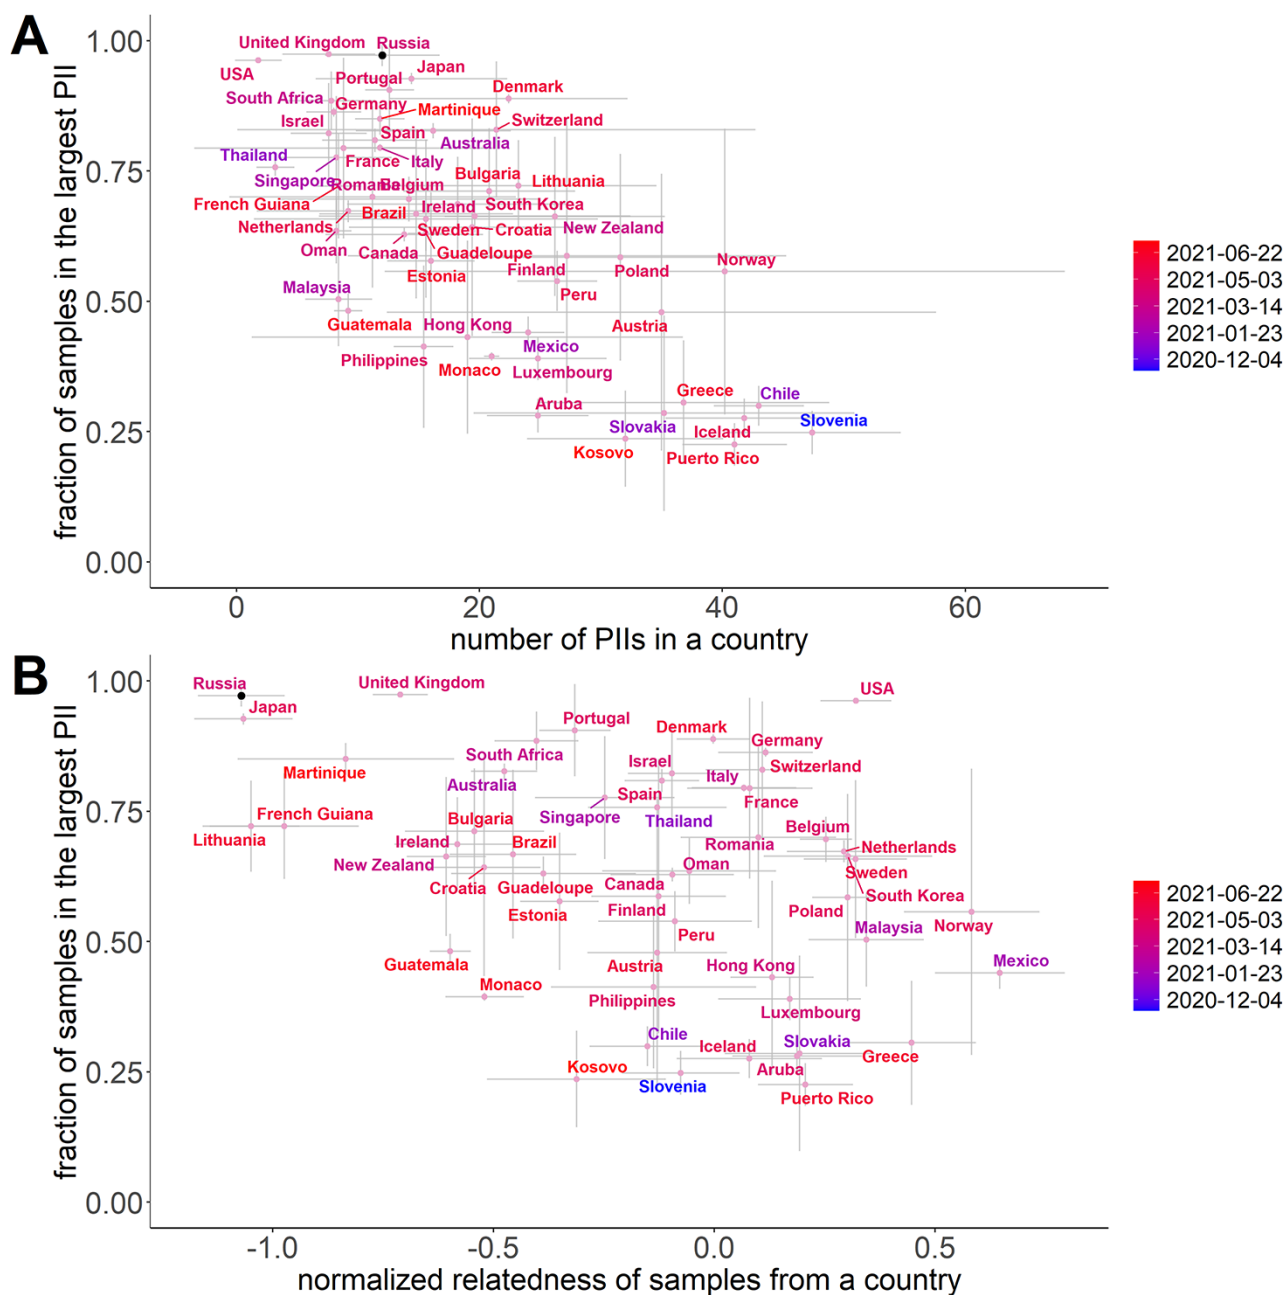 A
fraction of samples in the largest PII
1.00
0.75
0.50
0.25
0.00
United Kingdom
Russia
USA
Japan
Portugal
Denmark
South Africa
Germany
Martinique
Switzerland
Israel
Spain
Australia
Thailand
France
Italy
Singapore
Romania
Belgium
Bulgaria
Lithuania
French Guiana
Brazil
Ireland
South Korea
Netherlands
Sweden
Croatia
New Zealand
Oman
Canada
Guadeloupe
Estonia
Finland
Poland
Norway
Malaysia
Peru
Guatemala
Hong Kong
Austria
Philippines
Mexico
Monaco
Luxembourg
Greece
Chile
Aruba
Slovakia
Iceland
Slovenia
Kosovo
Puerto Rico
0
20
40
60
number of PIIs in a country
2021-06-22
2021-05-03
2021-03-14
2021-01-23
2020-12-04
B
fraction of samples in the largest PII
1.00
0.75
0.50
0.25
0.00
Russia
United Kingdom
USA
Japan
Portugal
Denmark
Germany
South Africa
Israel
Switzerland
Martinique
Australia
Italy
Spain
France
French Guiana
Bulgaria
Singapore
Thailand
Belgium
Lithuania
Ireland
Brazil
Romania
Netherlands
New Zealand
Oman
Sweden
Croatia
Guadeloupe
Canada
South Korea
Estonia
Finland
Poland
Norway
Peru
Malaysia
Guatemala
Austria
Hong Kong
Mexico
Monaco
Philippines
Luxembourg
Chile
Iceland
Slovakia
Greece
Kosovo
Aruba
Slovenia
Puerto Rico
-1.0
-0.5
0.0
0.5
normalized relatedness of samples from a country
2021-06-22
2021-05-03
2021-03-14
2021-01-23
2020-12-04